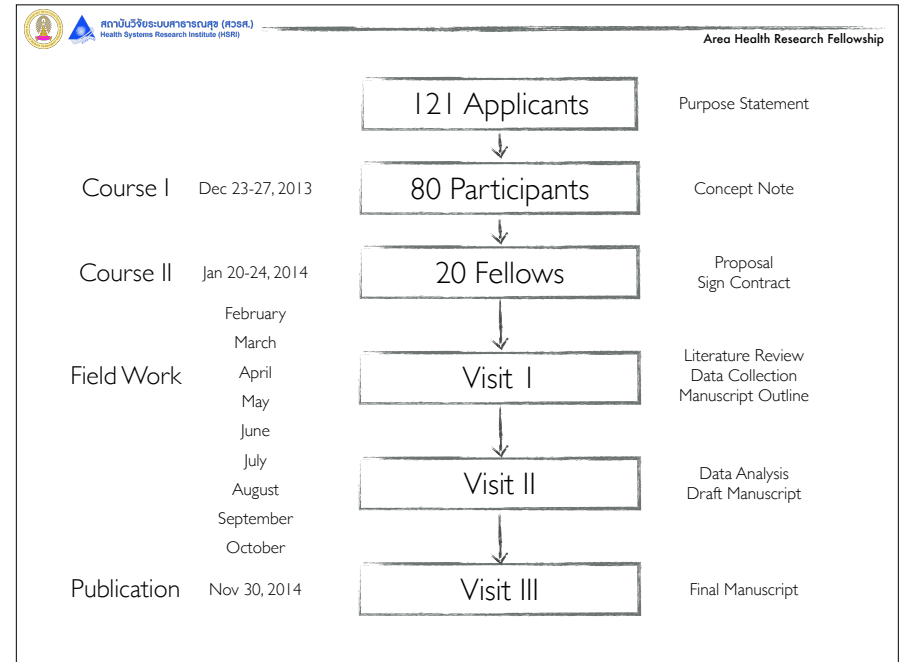 สถาบันวิจัยระบบสาธารณสุข (สวรส.)
Health Systems Research Institute (HSRI)
Area Health Research Fellowship
121 Applicants
Purpose Statement
Course I
Dec 23-27, 2013
80 Participants
Concept Note
Course II
Jan 20-24, 2014
20 Fellows
Proposal
Sign Contract
February
March
Field Work
April
May
June
July
August
September
October
Visit I
Literature Review
Data Collection
Manuscript Outline
Visit II
Data Analysis
Draft Manuscript
Publication
Nov 30, 2014
Visit III
Final Manuscript